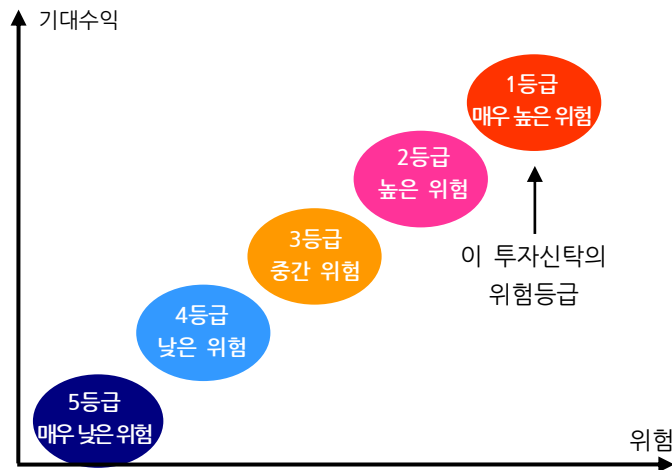 기대수익
1등급
매우 높은 위험
2등급
높은 위험
3등급
중간 위험
이 투자신탁의
위험등급
4등급
낮은 위험
5등급
매우 낮은 위험
위험